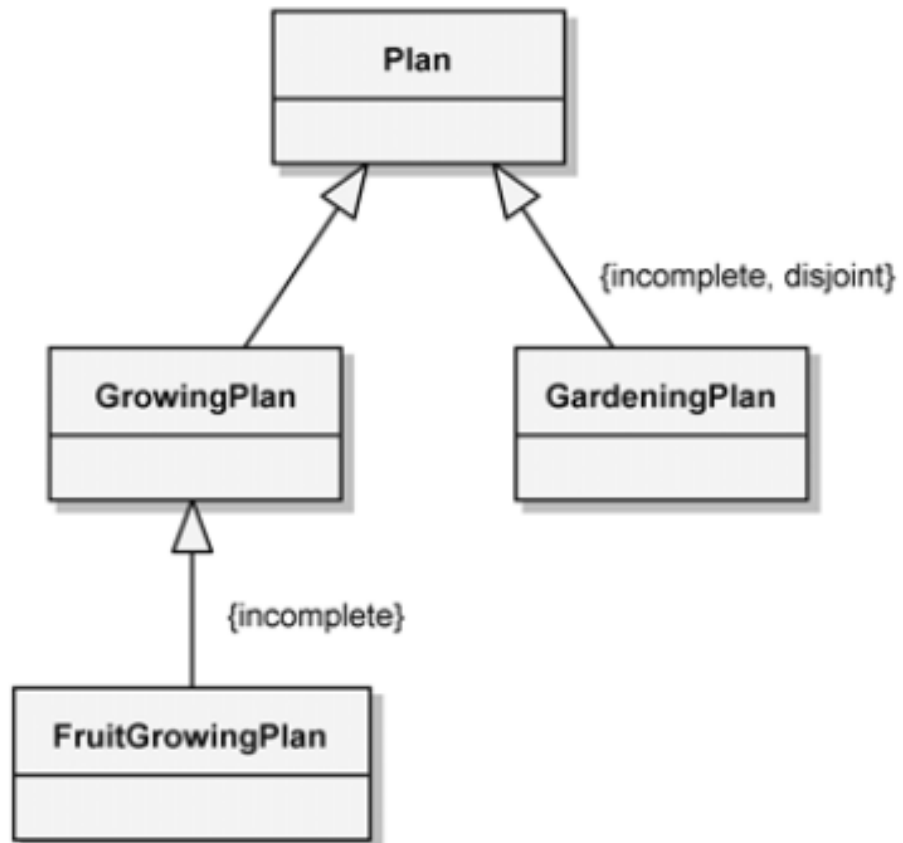 Plan
{incomplete, disjoint}
GrowingPlan
GardeningPlan
{incomplete}
FruitGrowingPlan